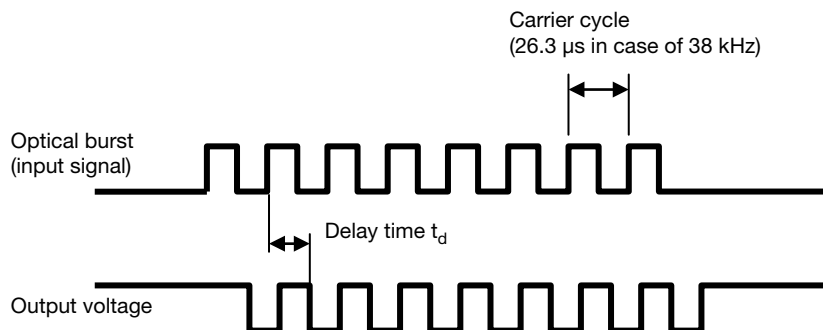 Carrier cycle
(26.3 µs in case of 38 kHz)
Optical burst
(input signal)
Delay time td
Output voltage